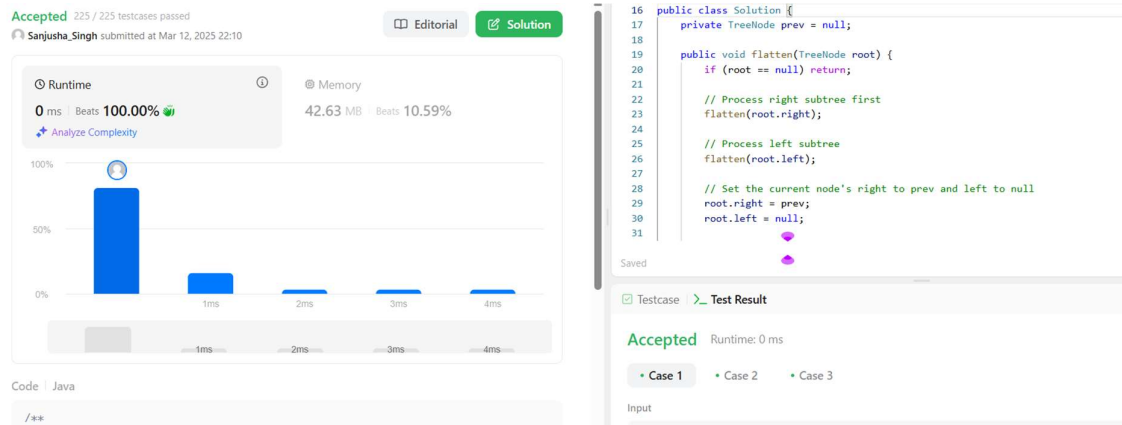 Accepted 225 / 225 testcases passed
Sanjusha_Singh submitted at Mar 12, 2025 22:10
Editorial
Solution
Runtime
0 ms | Beats 100.00%
Analyze Complexity
Memory
42.63 MB | Beats 10.59%
100%
50%
0%
1ms 2ms 3ms 4ms
1ms 2ms 3ms 4ms
Code | Java
/**
16 public class Solution {
17 private TreeNode prev = null;
18
19 public void flatten(TreeNode root) {
20 if (root == null) return;
21
22 // Process right subtree first
23 flatten(root.right);
24
25 // Process left subtree
26 flatten(root.left);
27
28 // Set the current node's right to prev and left to null
29 root.right = prev;
30 root.left = null;
31
Saved
Testcase | >_ Test Result
Accepted Runtime: 0 ms
• Case 1 • Case 2 • Case 3
Input